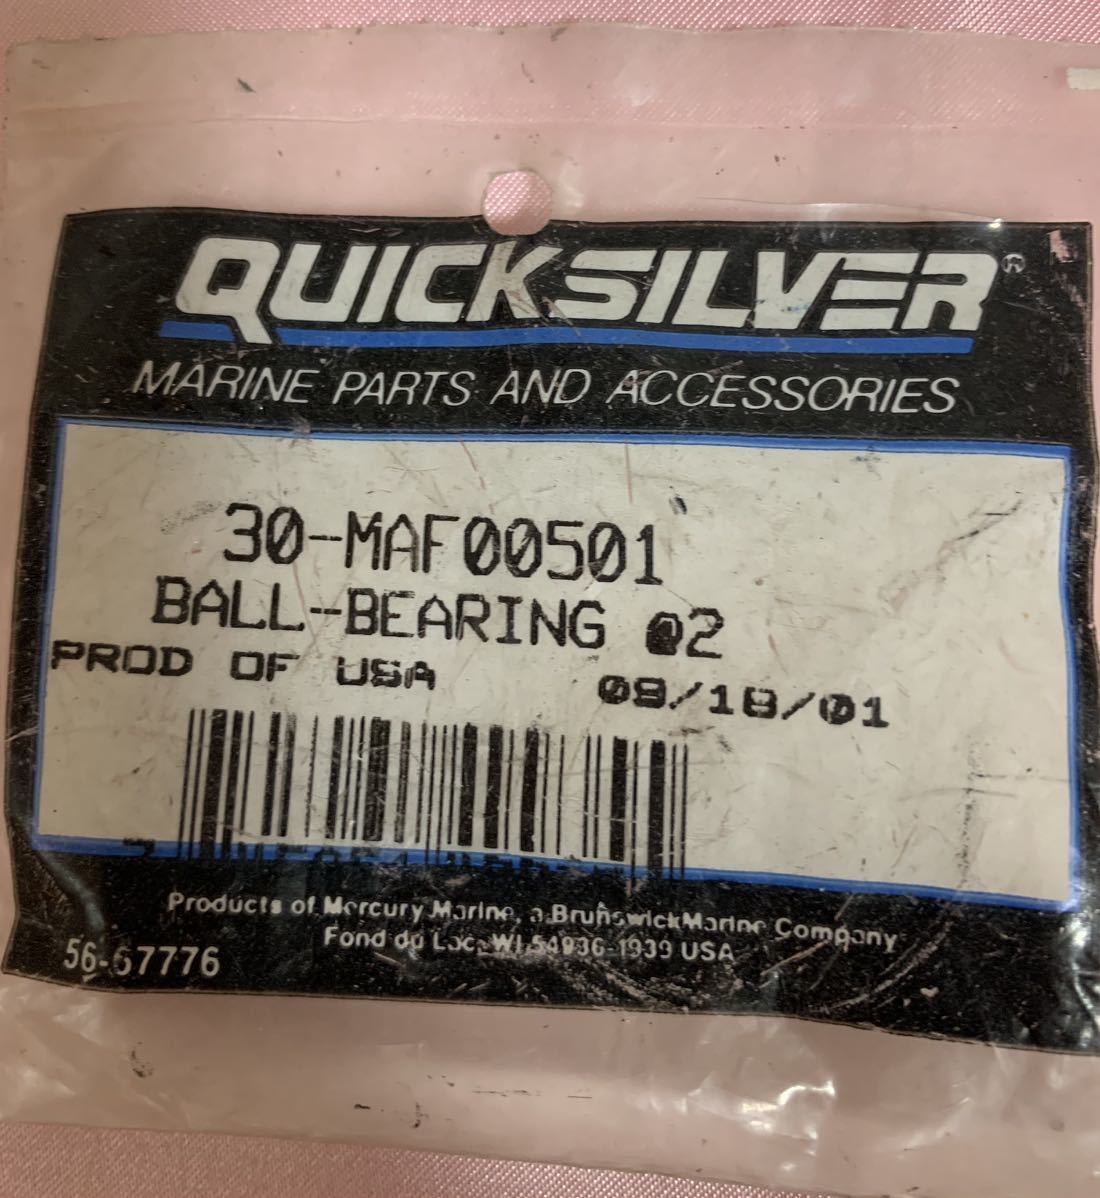 QUICKSILVER®
MARINE PARTS AND ACCESSORIES
30-MAF00501
BALL-BEARING @2
PROD OF USA 08/18/01
Products of Mercury Marine, a Brunswick Marine Company
Fond du Lac, WI 54936-1939 USA
56-67776